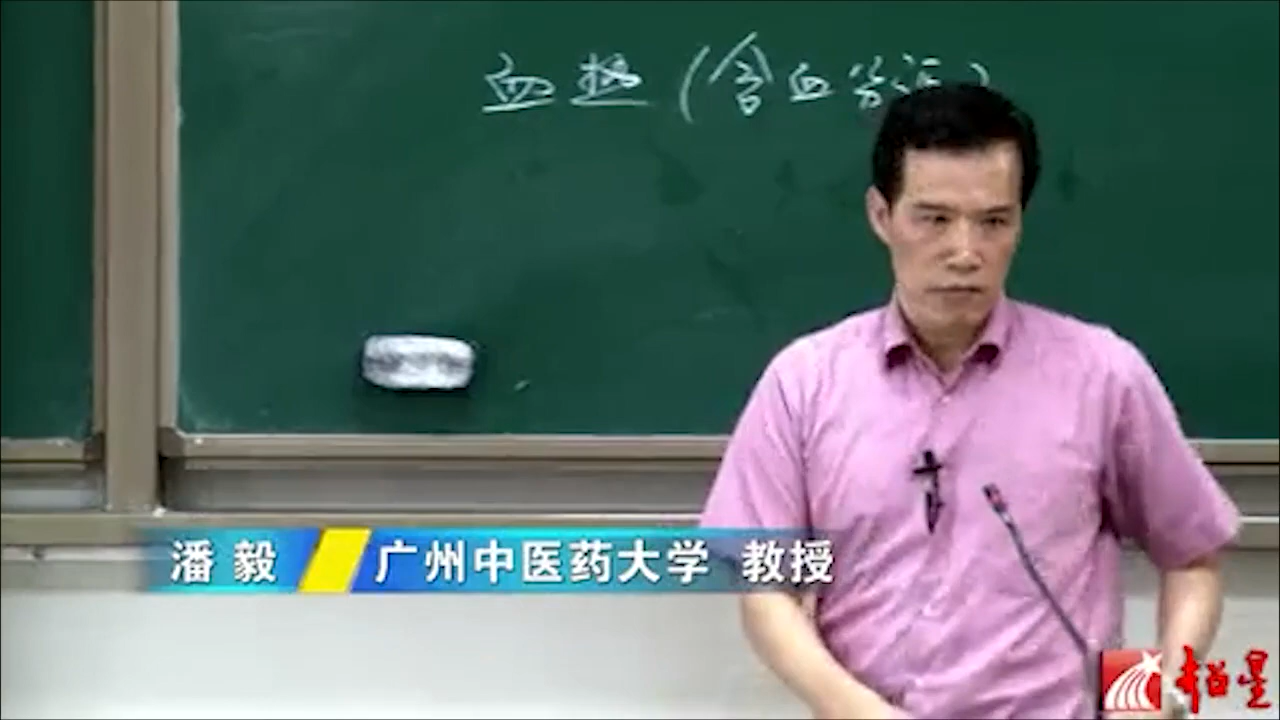 血热(含血分证)
潘毅 广州中医药大学 教授
超星